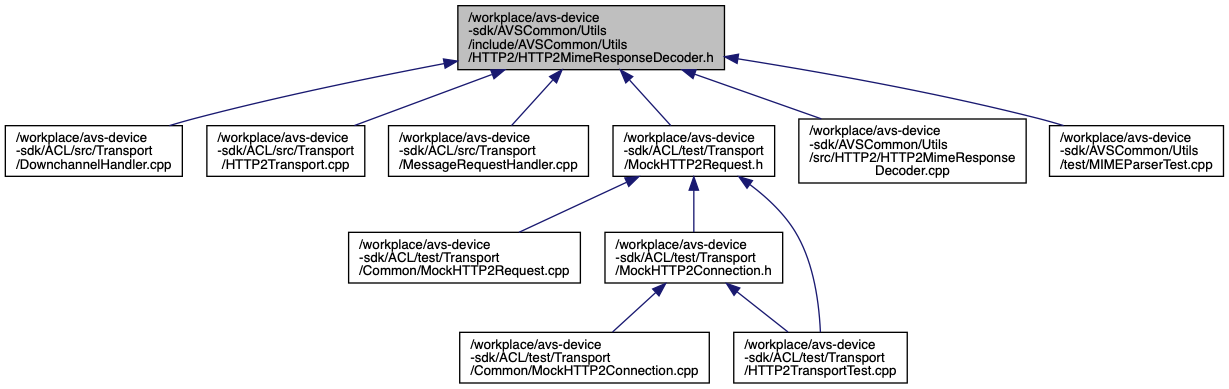 /workplace/avs-device
-sdk/AVSCommon/Utils
/include/AVSCommon/Utils
/HTTP2/HTTP2MimeResponseDecoder.h
/workplace/avs-device
-sdk/ACL/src/Transport
/DownchannelHandler.cpp
/workplace/avs-device
-sdk/ACL/src/Transport
/HTTP2Transport.cpp
/workplace/avs-device
-sdk/ACL/src/Transport
/MessageRequestHandler.cpp
/workplace/avs-device
-sdk/ACL/test/Transport
/MockHTTP2Request.h
/workplace/avs-device
-sdk/AVSCommon/Utils
/src/HTTP2/HTTP2MimeResponse
Decoder.cpp
/workplace/avs-device
-sdk/AVSCommon/Utils
/test/MIMEParserTest.cpp
/workplace/avs-device
-sdk/ACL/test/Transport
/Common/MockHTTP2Request.cpp
/workplace/avs-device
-sdk/ACL/test/Transport
/MockHTTP2Connection.h
/workplace/avs-device
-sdk/ACL/test/Transport
/Common/MockHTTP2Connection.cpp
/workplace/avs-device
-sdk/ACL/test/Transport
/HTTP2TransportTest.cpp